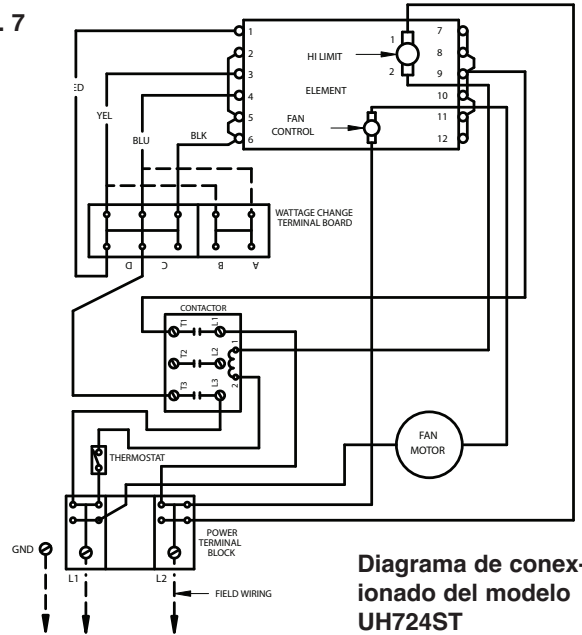 . 7
1
2
3
4
5
6
7
8
9
10
11
12
1
HI LIMIT
2
ELEMENT
FAN
CONTROL
ED
YEL
BLU
BLK
WATTAGE CHANGE
TERMINAL BOARD
D
C
B
A
CONTACTOR
T1
L1
T2
L2
T3
L3
1
2
THERMOSTAT
FAN
MOTOR
POWER
TERMINAL
BLOCK
GND
L1
L2
FIELD WIRING
Diagrama de conex-
ionado del modelo
UH724ST